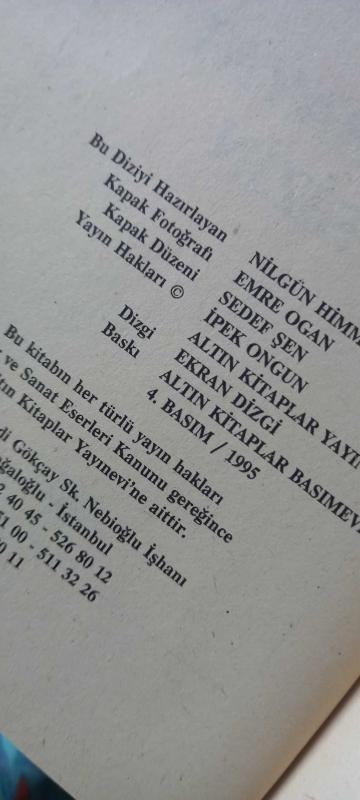 Bu Diziyi Hazırlayan NİLGÜN
Kapak Fotoğrafı EMRE OGAN
Kapak Düzeni SEDEF ŞEN
Yayın Hakları © İPEK ONGUN
ALTIN KİTAPLAR
Dizgi EKRAN DİZGİ
Baskı ALTIN KİTAPLAR
4. BASIM / 1995
Bu kitabın her türlü yayın hakları
ve Sanat Eserleri Kanunu gereğince
Kitaplar Yayınevi'ne aittir.
Gökçay Sk. Nebioğlu İşhanı
- İstanbul
40 45 - 526 80 12
00 - 511 32 26
11